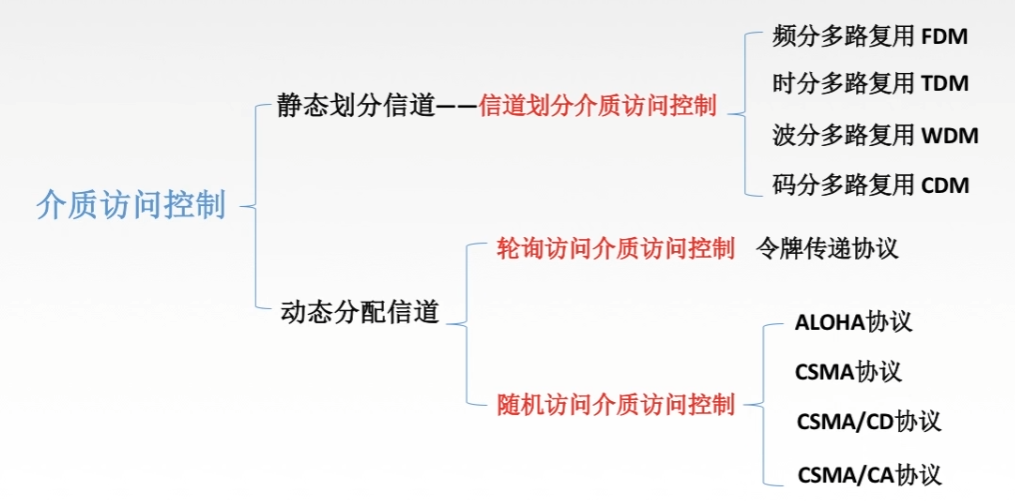 介质访问控制
静态划分信道——信道划分介质访问控制
频分多路复用 FDM
时分多路复用 TDM
波分多路复用 WDM
码分多路复用 CDM
动态分配信道
轮询访问介质访问控制 令牌传递协议
随机访问介质访问控制
ALOHA协议
CSMA协议
CSMA/CD协议
CSMA/CA协议